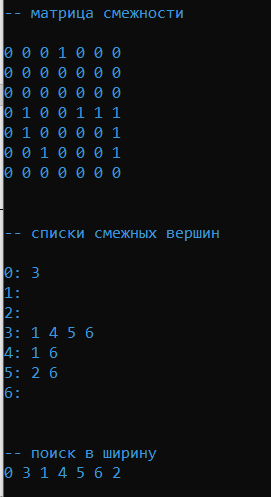 -- матрица смежности
0 0 0 1 0 0 0
0 0 0 0 0 0 0
0 0 0 0 0 0 0
0 1 0 0 1 1 1
0 1 0 0 0 0 1
0 0 1 0 0 0 1
0 0 0 0 0 0 0
-- списки смежных вершин
0: 3
1:
2:
3: 1 4 5 6
4: 1 6
5: 2 6
6:
-- поиск в ширину
0 3 1 4 5 6 2